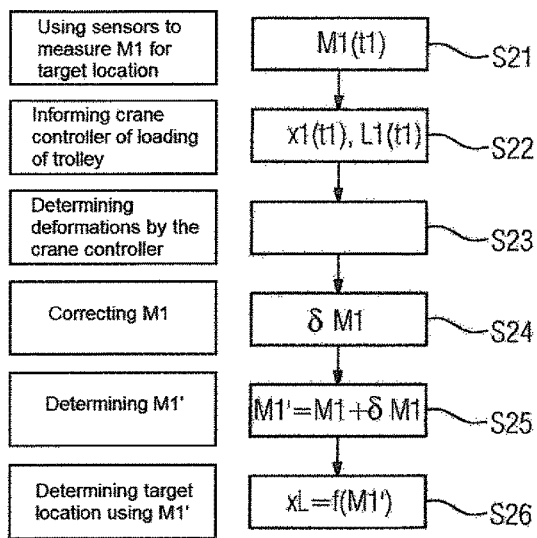 Using sensors to
measure M1 for
target location
M1(t1)
S21
Informing crane
controller of loading
of trolley
x1(t1), L1(t1)
S22
Determining
deformations by the
crane controller
S23
Correcting M1
δ M1
S24
Determining M1'
M1'=M1+δ M1
S25
Determining target
location using M1'
xL=f(M1')
S26